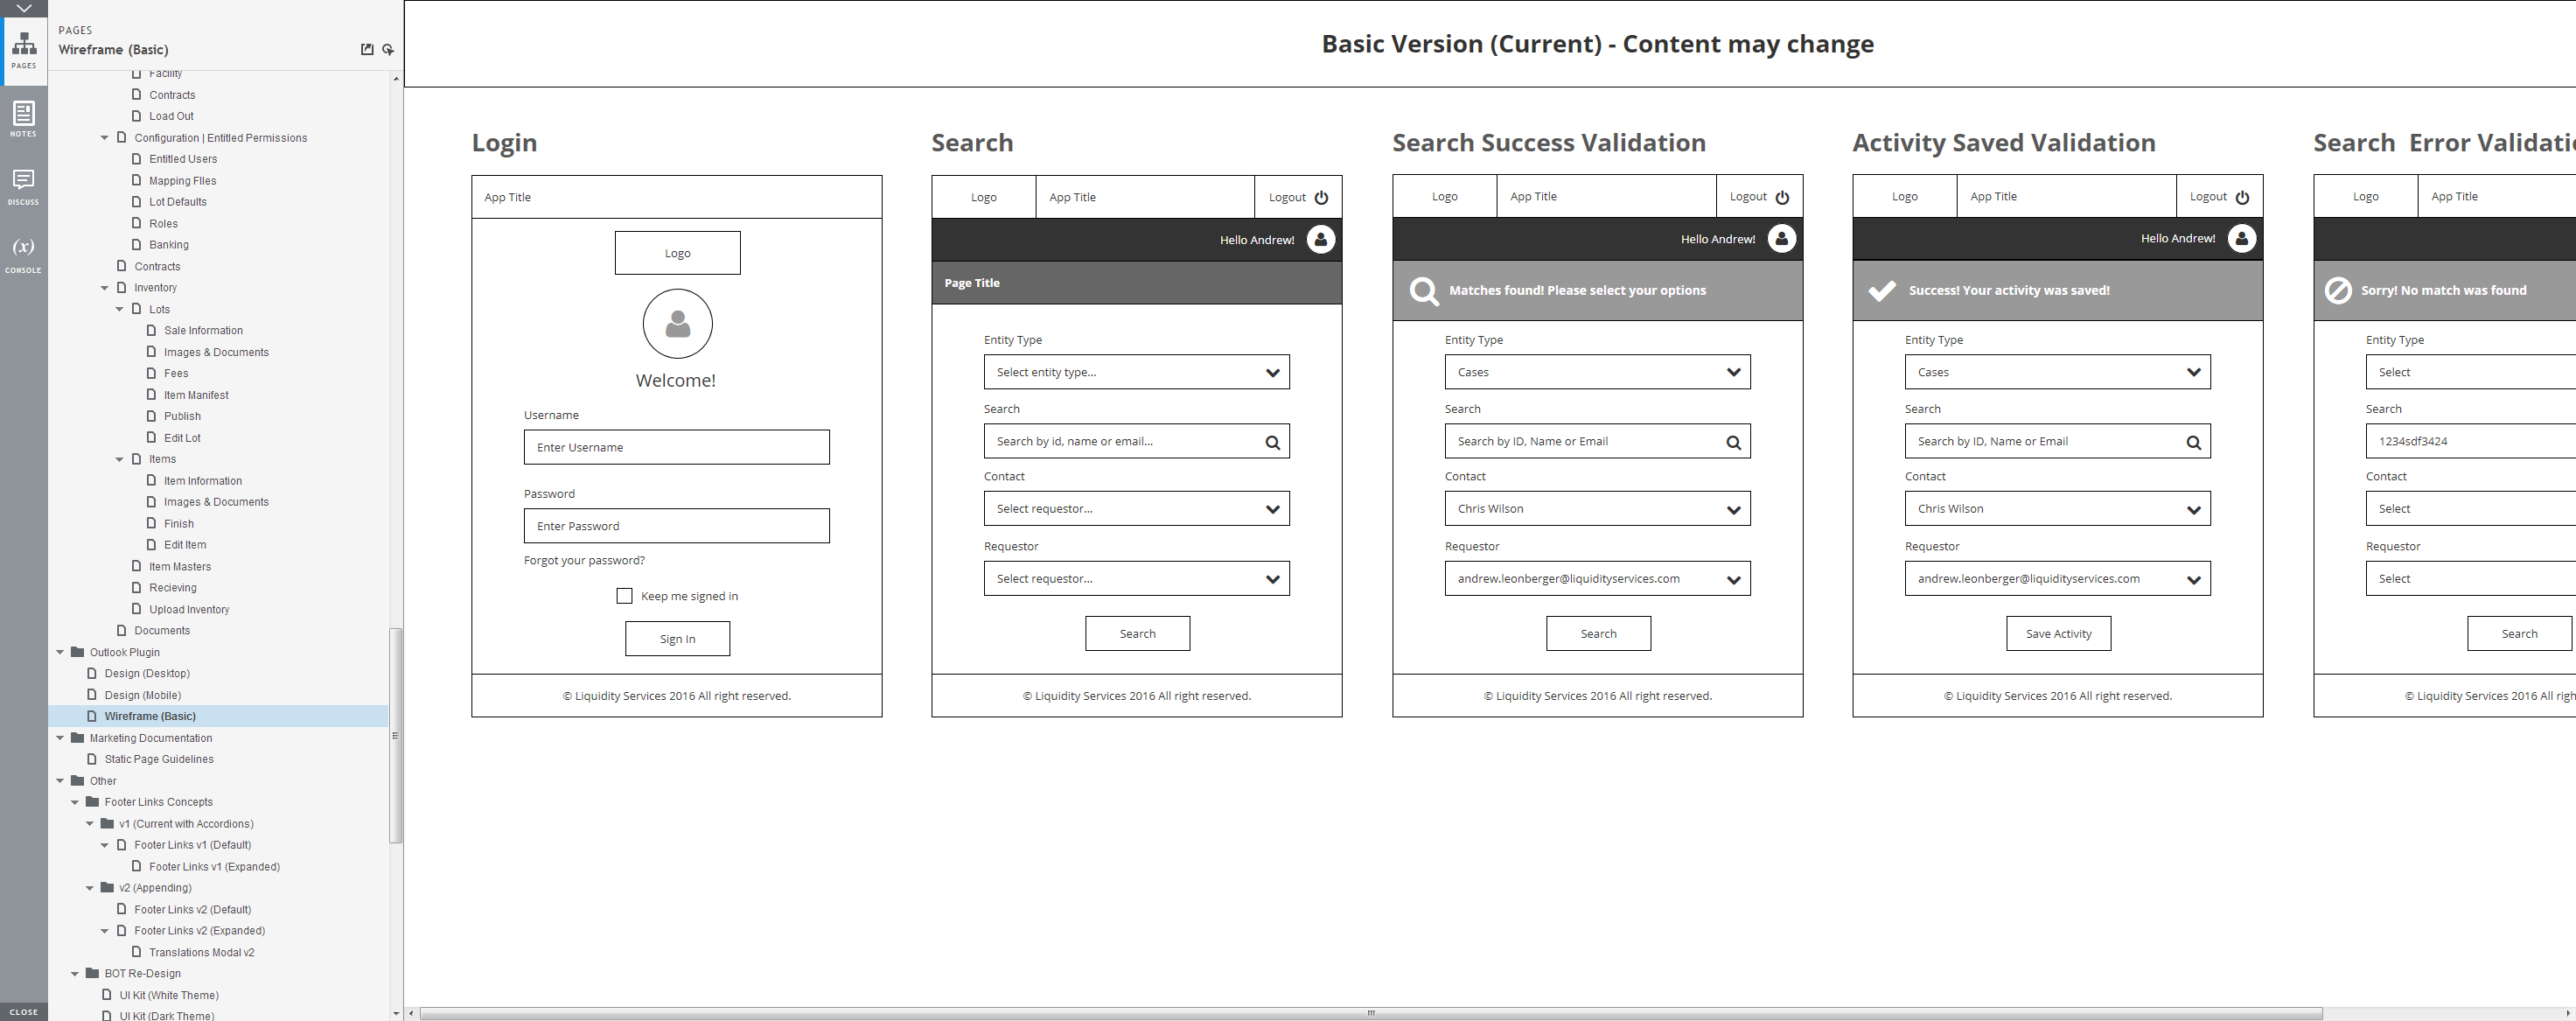 PAGES
NOTES
DISCUSS
(x)
CONSOLE
CLOSE
PAGES
Wireframe (Basic)
Facility
Contracts
Load Out
Configuration | Entitled Permissions
Entitled Users
Mapping FIles
Lot Defaults
Roles
Banking
Contracts
Inventory
Lots
Sale Information
Images & Documents
Fees
Item Manifest
Publish
Edit Lot
Items
Item Information
Images & Documents
Finish
Edit Item
Item Masters
Recieving
Upload Inventory
Documents
Outlook Plugin
Design (Desktop)
Design (Mobile)
Wireframe (Basic)
Marketing Documentation
Static Page Guidelines
Other
Footer Links Concepts
v1 (Current with Accordions)
Footer Links v1 (Default)
Footer Links v1 (Expanded)
v2 (Appending)
Footer Links v2 (Default)
Footer Links v2 (Expanded)
Translations Modal v2
BOT Re-Design
UI Kit (White Theme)
UI Kit (Dark Theme)
Basic Version (Current) - Content may change
Login
App Title
Logo
Welcome!
Username
Enter Username
Password
Enter Password
Forgot your password?
Keep me signed in
Sign In
© Liquidity Services 2016 All right reserved.
Search
Logo
App Title
Logout
Hello Andrew!
Page Title
Entity Type
Select entity type...
Search
Search by id, name or email...
Contact
Select requestor...
Requestor
Select requestor...
Search
© Liquidity Services 2016 All right reserved.
Search Success Validation
Logo
App Title
Logout
Hello Andrew!
Matches found! Please select your options
Entity Type
Cases
Search
Search by ID, Name or Email
Contact
Chris Wilson
Requestor
andrew.leonberger@liquidityservices.com
Search
© Liquidity Services 2016 All right reserved.
Activity Saved Validation
Logo
App Title
Logout
Hello Andrew!
Success! Your activity was saved!
Entity Type
Cases
Search
Search by ID, Name or Email
Contact
Chris Wilson
Requestor
andrew.leonberger@liquidityservices.com
Save Activity
© Liquidity Services 2016 All right reserved.
Search Error Validati
Logo
App Title
Sorry! No match was found
Entity Type
Select
Search
1234sdf3424
Contact
Select
Requestor
Select
Search
© Liquidity Services 2016 All righ